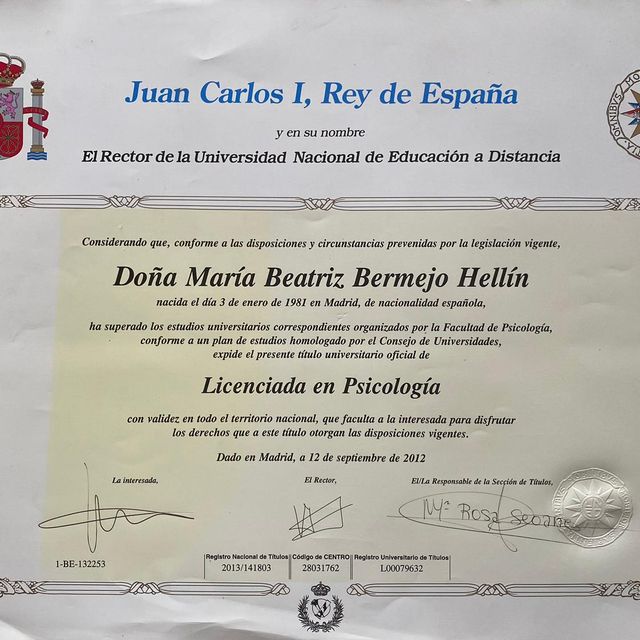 Juan Carlos I, Rey de España
y en su nombre
El Rector de la Universidad Nacional de Educación a Distancia
Considerando que, conforme a las disposiciones y circunstancias prevenidas por la legislación vigente,
Doña María Beatriz Bermejo Hellín
nacida el día 3 de enero de 1981 en Madrid, de nacionalidad española,
ha superado los estudios universitarios correspondientes organizados por la Facultad de Psicología,
conforme a un plan de estudios homologado por el Consejo de Universidades,
expide el presente título universitario oficial de
Licenciada en Psicología
con validez en todo el territorio nacional, que faculta a la interesada para disfrutar
los derechos que a este título otorgan las disposiciones vigentes.
Dado en Madrid, a 12 de septiembre de 2012
La interesada,
El Rector,
El/La Responsable de la Sección de Títulos,
Mª Rosa Seoane
1-BE-132253
Registro Nacional de Títulos
2013/141803
Código de CENTRO
28031762
Registro Universitario de Títulos
L00079632